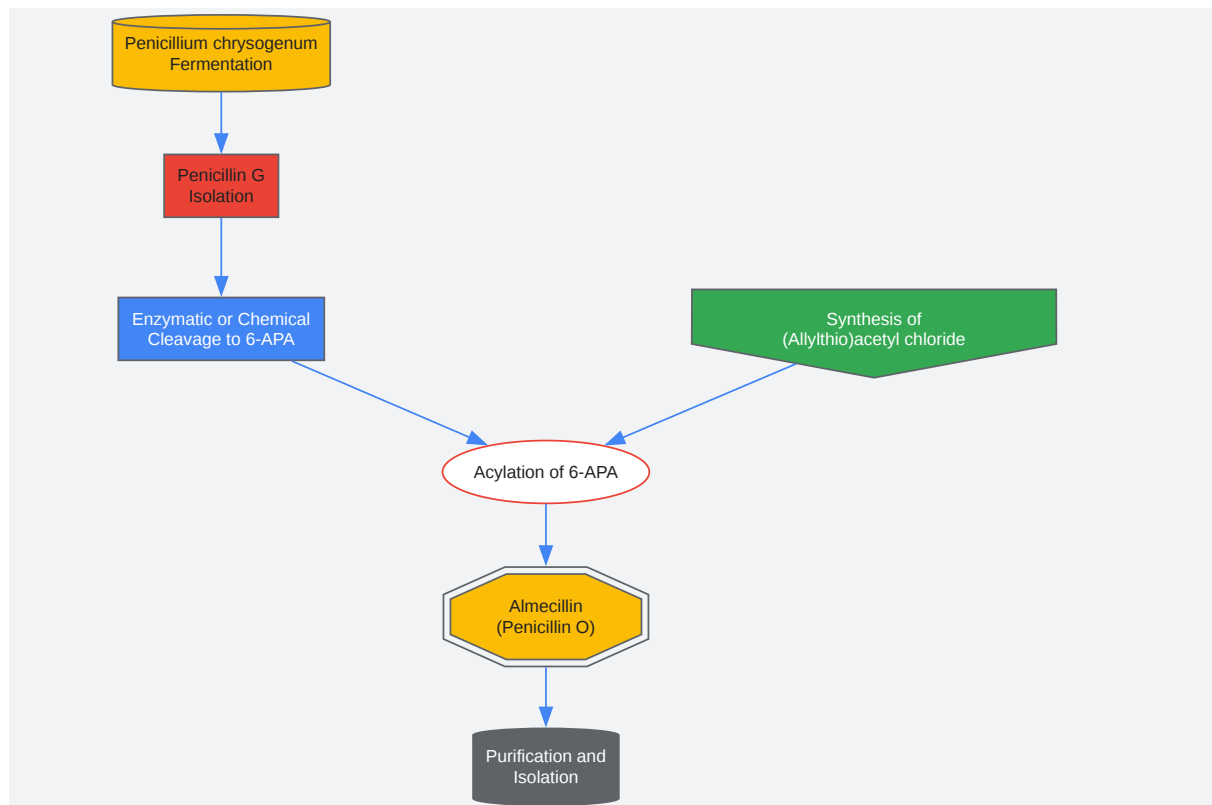 Penicillium chrysogenum
Fermentation
Penicillin G
Isolation
Enzymatic or Chemical
Cleavage to 6-APA
Synthesis of
(Allylthio)acetyl chloride
Acylation of 6-APA
Almecillin
(Penicillin O)
Purification and
Isolation